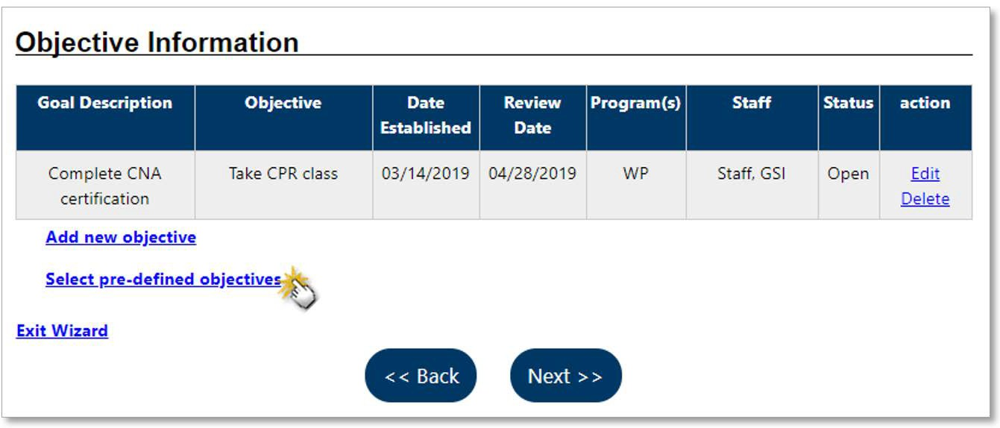 Objective Information
Goal Description Objective Date Established Review Date Program(s) Staff Status action
Complete CNA certification Take CPR class 03/14/2019 04/28/2019 WP Staff, GSI Open Edit Delete
Add new objective
Select pre-defined objectives
Exit Wizard
<< Back Next >>